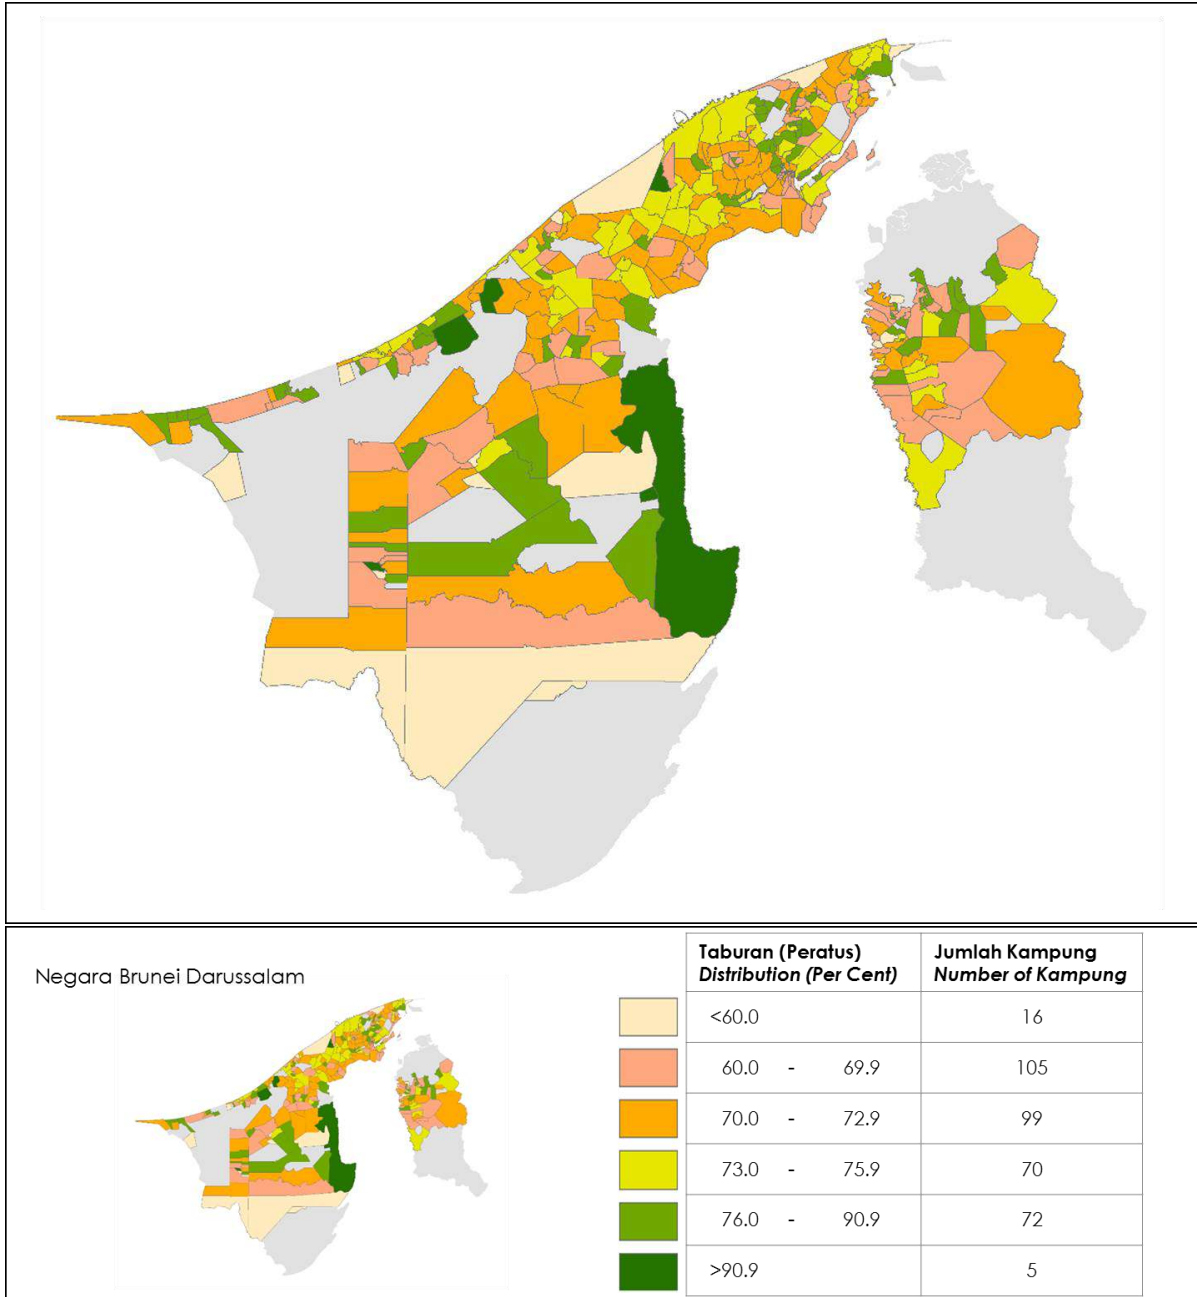 Negara Brunei Darussalam
Taburan (Peratus)
Distribution (Per Cent)
Jumlah Kampung
Number of Kampung
<60.0 16
60.0 - 69.9 105
70.0 - 72.9 99
73.0 - 75.9 70
76.0 - 90.9 72
>90.9 5